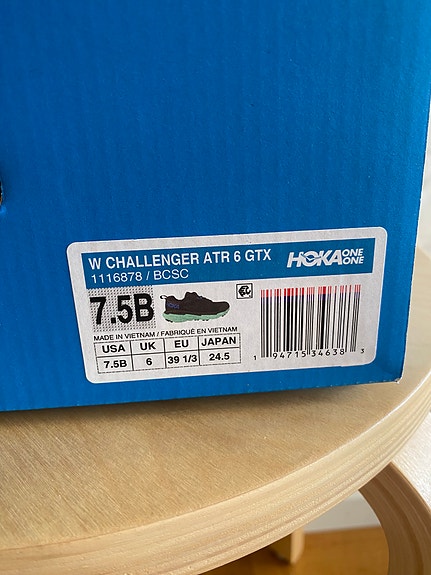 W CHALLENGER ATR 6 GTX
HOKA ONE ONE
1116878 / BCSC
7.5B
MADE IN VIETNAM / FABRIQUÉ EN VIETNAM
USA UK EU JAPAN
7.5B 6 39 1/3 24.5
1 94715 34638 3